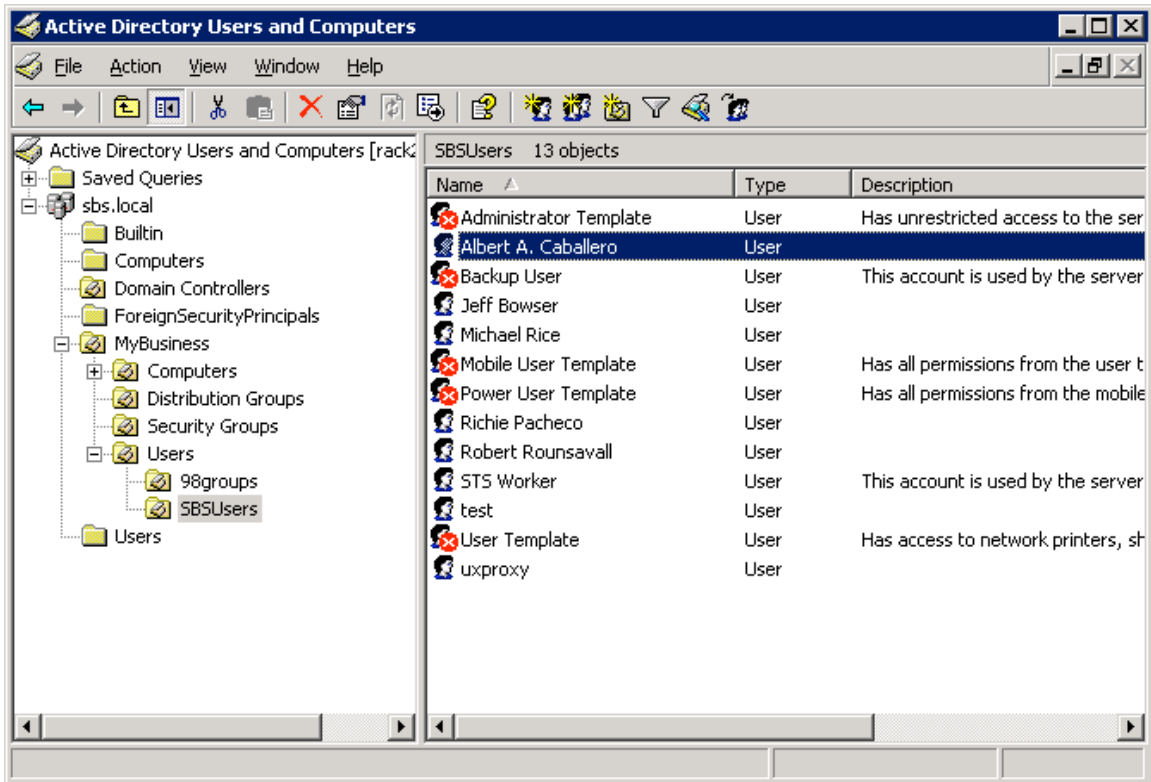 Active Directory Users and Computers
File Action View Window Help
Active Directory Users and Computers [rack2
Saved Queries
sbs.local
Builtin
Computers
Domain Controllers
ForeignSecurityPrincipals
MyBusiness
Computers
Distribution Groups
Security Groups
Users
98groups
SBSUsers
Users
SBSUsers 13 objects
Name Type Description
Administrator Template User Has unrestricted access to the ser
Albert A. Caballero User
Backup User User This account is used by the server
Jeff Bowser User
Michael Rice User
Mobile User Template User Has all permissions from the user t
Power User Template User Has all permissions from the mobile
Richie Pacheco User
Robert Rounsavall User
STS Worker User This account is used by the server
test User
User Template User Has access to network printers, sh
uxproxy User